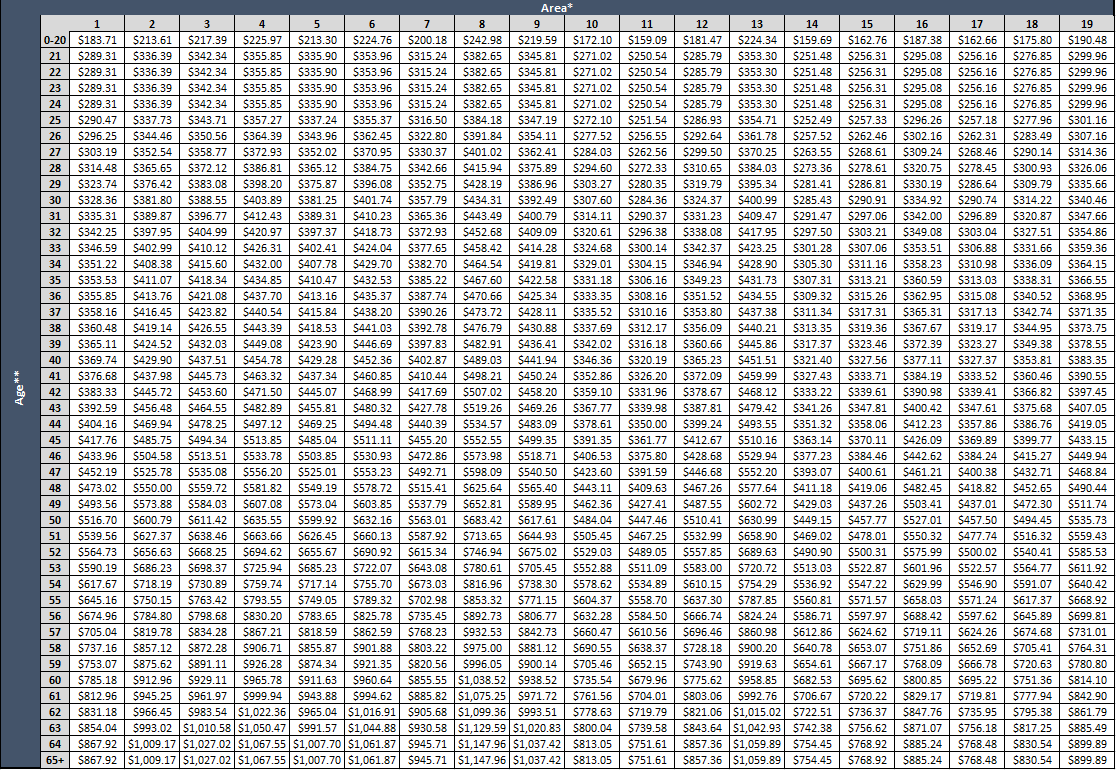 Area*
1 2 3 4 5 6 7 8 9 10 11 12 13 14 15 16 17 18 19
0-20 $183.71 $213.61 $217.39 $225.97 $213.30 $224.76 $200.18 $242.98 $219.59 $172.10 $159.09 $181.47 $224.34 $159.69 $162.76 $187.38 $162.66 $175.80 $190.48
21 $289.31 $336.39 $342.34 $355.85 $335.90 $353.96 $315.24 $382.65 $345.81 $271.02 $250.54 $285.79 $353.30 $251.48 $256.31 $295.08 $256.16 $276.85 $299.96
22 $289.31 $336.39 $342.34 $355.85 $335.90 $353.96 $315.24 $382.65 $345.81 $271.02 $250.54 $285.79 $353.30 $251.48 $256.31 $295.08 $256.16 $276.85 $299.96
23 $289.31 $336.39 $342.34 $355.85 $335.90 $353.96 $315.24 $382.65 $345.81 $271.02 $250.54 $285.79 $353.30 $251.48 $256.31 $295.08 $256.16 $276.85 $299.96
24 $289.31 $336.39 $342.34 $355.85 $335.90 $353.96 $315.24 $382.65 $345.81 $271.02 $250.54 $285.79 $353.30 $251.48 $256.31 $295.08 $256.16 $276.85 $299.96
25 $290.47 $337.73 $343.71 $357.27 $337.24 $355.37 $316.50 $384.18 $347.19 $272.10 $251.54 $286.93 $354.71 $252.49 $257.33 $296.26 $257.18 $277.96 $301.16
26 $296.25 $344.46 $350.56 $364.39 $343.96 $362.45 $322.80 $391.84 $354.11 $277.52 $256.55 $292.64 $361.78 $257.52 $262.46 $302.16 $262.31 $283.49 $307.16
27 $303.19 $352.54 $358.77 $372.93 $352.02 $370.95 $330.37 $401.02 $362.41 $284.03 $262.56 $299.50 $370.25 $263.55 $268.61 $309.24 $268.46 $290.14 $314.36
28 $314.48 $365.65 $372.12 $386.81 $365.12 $384.75 $342.66 $415.94 $375.89 $294.60 $272.33 $310.65 $384.03 $273.36 $278.61 $320.75 $278.45 $300.93 $326.06
29 $323.74 $376.42 $383.08 $398.20 $375.87 $396.08 $352.75 $428.19 $386.96 $303.27 $280.35 $319.79 $395.34 $281.41 $286.81 $330.19 $286.64 $309.79 $335.66
30 $328.36 $381.80 $388.55 $403.89 $381.25 $401.74 $357.79 $434.31 $392.49 $307.60 $284.36 $324.37 $400.99 $285.43 $290.91 $334.92 $290.74 $314.22 $340.46
31 $335.31 $389.87 $396.77 $412.43 $389.31 $410.23 $365.36 $443.49 $400.79 $314.11 $290.37 $331.23 $409.47 $291.47 $297.06 $342.00 $296.89 $320.87 $347.66
32 $342.25 $397.95 $404.99 $420.97 $397.37 $418.73 $372.93 $452.68 $409.09 $320.61 $296.38 $338.08 $417.95 $297.50 $303.21 $349.08 $303.04 $327.51 $354.86
33 $346.59 $402.99 $410.12 $426.31 $402.41 $424.04 $377.65 $458.42 $414.28 $324.68 $300.14 $342.37 $423.25 $301.28 $307.06 $353.51 $306.88 $331.66 $359.36
34 $351.22 $408.38 $415.60 $432.00 $407.78 $429.70 $382.70 $464.54 $419.81 $329.01 $304.15 $346.94 $428.90 $305.30 $311.16 $358.23 $310.98 $336.09 $364.15
35 $353.53 $411.07 $418.34 $434.85 $410.47 $432.53 $385.22 $467.60 $422.58 $331.18 $306.16 $349.23 $431.73 $307.31 $313.21 $360.59 $313.03 $338.31 $366.55
36 $355.85 $413.76 $421.08 $437.70 $413.16 $435.37 $387.74 $470.66 $425.34 $333.35 $308.16 $351.52 $434.55 $309.32 $315.26 $362.95 $315.08 $340.52 $368.95
37 $358.16 $416.45 $423.82 $440.54 $415.84 $438.20 $390.26 $473.72 $428.11 $335.52 $310.16 $353.80 $437.38 $311.34 $317.31 $365.31 $317.13 $342.74 $371.35
38 $360.48 $419.14 $426.55 $443.39 $418.53 $441.03 $392.78 $476.79 $430.88 $337.69 $312.17 $356.09 $440.21 $313.35 $319.36 $367.67 $319.17 $344.95 $373.75
39 $365.11 $424.52 $432.03 $449.08 $423.90 $446.69 $397.83 $482.91 $436.41 $342.02 $316.18 $360.66 $445.86 $317.37 $323.46 $372.39 $323.27 $349.38 $378.55
40 $369.74 $429.90 $437.51 $454.78 $429.28 $452.36 $402.87 $489.03 $441.94 $346.36 $320.19 $365.23 $451.51 $321.40 $327.56 $377.11 $327.37 $353.81 $383.35
41 $376.68 $437.98 $445.73 $463.32 $437.34 $460.85 $410.44 $498.21 $450.24 $352.86 $326.20 $372.09 $459.99 $327.43 $333.71 $384.19 $333.52 $360.46 $390.55
42 $383.33 $445.72 $453.60 $471.50 $445.07 $468.99 $417.69 $507.02 $458.20 $359.10 $331.96 $378.67 $468.12 $333.22 $339.61 $390.98 $339.41 $366.82 $397.45
43 $392.59 $456.48 $464.55 $482.89 $455.81 $480.32 $427.78 $519.26 $469.26 $367.77 $339.98 $387.81 $479.42 $341.26 $347.81 $400.42 $347.61 $375.68 $407.05
44 $404.16 $469.94 $478.25 $497.12 $469.25 $494.48 $440.39 $534.57 $483.09 $378.61 $350.00 $399.24 $493.55 $351.32 $358.06 $412.23 $357.86 $386.76 $419.05
45 $417.76 $485.75 $494.34 $513.85 $485.04 $511.11 $455.20 $552.55 $499.35 $391.35 $361.77 $412.67 $510.16 $363.14 $370.11 $426.09 $369.89 $399.77 $433.15
46 $433.96 $504.58 $513.51 $533.78 $503.85 $530.93 $472.86 $573.98 $518.71 $406.53 $375.80 $428.68 $529.94 $377.23 $384.46 $442.62 $384.24 $415.27 $449.94
47 $452.19 $525.78 $535.08 $556.20 $525.01 $553.23 $492.71 $598.09 $540.50 $423.60 $391.59 $446.68 $552.20 $393.07 $400.61 $461.21 $400.38 $432.71 $468.84
48 $473.02 $550.00 $559.72 $581.82 $549.19 $578.72 $515.41 $625.64 $565.40 $443.11 $409.63 $467.26 $577.64 $411.18 $419.06 $482.45 $418.82 $452.65 $490.44
49 $493.56 $573.88 $584.03 $607.08 $573.04 $603.85 $537.79 $652.81 $589.95 $462.36 $427.41 $487.55 $602.72 $429.03 $437.26 $503.41 $437.01 $472.30 $511.74
50 $516.70 $600.79 $611.42 $635.55 $599.92 $632.16 $563.01 $683.42 $617.61 $484.04 $447.46 $510.41 $630.99 $449.15 $457.77 $527.01 $457.50 $494.45 $535.73
51 $539.56 $627.37 $638.46 $663.66 $626.45 $660.13 $587.92 $713.65 $644.93 $505.45 $467.25 $532.99 $658.90 $469.02 $478.01 $550.32 $477.74 $516.32 $559.43
52 $564.73 $656.63 $668.25 $694.62 $655.67 $690.92 $615.34 $746.94 $675.02 $529.03 $489.05 $557.85 $689.63 $490.90 $500.31 $575.99 $500.02 $540.41 $585.53
53 $590.19 $686.23 $698.37 $725.94 $685.23 $722.07 $643.08 $780.61 $705.45 $552.88 $511.09 $583.00 $720.72 $513.03 $522.87 $601.96 $522.57 $564.77 $611.92
54 $617.67 $718.19 $730.89 $759.74 $717.14 $755.70 $673.03 $816.96 $738.30 $578.62 $534.89 $610.15 $754.29 $536.92 $547.22 $629.99 $546.90 $591.07 $640.42
55 $645.16 $750.15 $763.42 $793.55 $749.05 $789.32 $702.98 $853.32 $771.15 $604.37 $558.70 $637.30 $787.85 $560.81 $571.57 $658.03 $571.24 $617.37 $668.92
56 $674.96 $784.80 $798.68 $830.20 $783.65 $825.78 $735.45 $892.73 $806.77 $632.28 $584.50 $666.74 $824.24 $586.71 $597.97 $688.42 $597.62 $645.89 $699.81
57 $705.04 $819.78 $834.28 $867.21 $818.59 $862.59 $768.23 $932.53 $842.73 $660.47 $610.56 $696.46 $860.98 $612.86 $624.62 $719.11 $624.26 $674.68 $731.01
58 $737.16 $857.12 $872.28 $906.71 $855.87 $901.88 $803.22 $975.00 $881.12 $690.55 $638.37 $728.18 $900.20 $640.78 $653.07 $751.86 $652.69 $705.41 $764.31
59 $753.07 $875.62 $891.11 $926.28 $874.34 $921.35 $820.56 $996.05 $900.14 $705.46 $652.15 $743.90 $919.63 $654.61 $667.17 $768.09 $666.78 $720.63 $780.80
60 $785.18 $912.96 $929.11 $965.78 $911.63 $960.64 $855.55 $1,038.52 $938.52 $735.54 $679.96 $775.62 $958.85 $682.53 $695.62 $800.85 $695.22 $751.36 $814.10
61 $812.96 $945.25 $961.97 $999.94 $943.88 $994.62 $885.82 $1,075.25 $971.72 $761.56 $704.01 $803.06 $992.76 $706.67 $720.22 $829.17 $719.81 $777.94 $842.90
62 $831.18 $966.45 $983.54 $1,022.36 $965.04 $1,016.91 $905.68 $1,099.36 $993.51 $778.63 $719.79 $821.06 $1,015.02 $722.51 $736.37 $847.76 $735.95 $795.38 $861.79
63 $854.04 $993.02 $1,010.58 $1,050.47 $991.57 $1,044.88 $930.58 $1,129.59 $1,020.83 $800.04 $739.58 $843.64 $1,042.93 $742.38 $756.62 $871.07 $756.18 $817.25 $885.49
64 $867.92 $1,009.17 $1,027.02 $1,067.55 $1,007.70 $1,061.87 $945.71 $1,147.96 $1,037.42 $813.05 $751.61 $857.36 $1,059.89 $754.45 $768.92 $885.24 $768.48 $830.54 $899.89
65+ $867.92 $1,009.17 $1,027.02 $1,067.55 $1,007.70 $1,061.87 $945.71 $1,147.96 $1,037.42 $813.05 $751.61 $857.36 $1,059.89 $754.45 $768.92 $885.24 $768.48 $830.54 $899.89
Age**